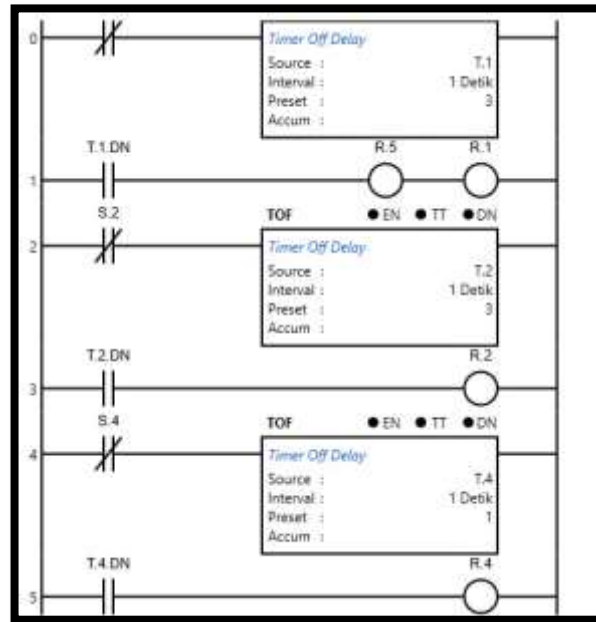 0
Timer Off Delay
Source : T.1
Interval : 1 Detik
Preset : 3
Accum :
T.1.DN R.5 R.1
1
S.2 TOF EN TT DN
2
Timer Off Delay
Source : T.2
Interval : 1 Detik
Preset : 3
Accum :
T.2.DN R.2
3
S.4 TOF EN TT DN
4
Timer Off Delay
Source : T.4
Interval : 1 Detik
Preset : 1
Accum :
T.4.DN R.4
5